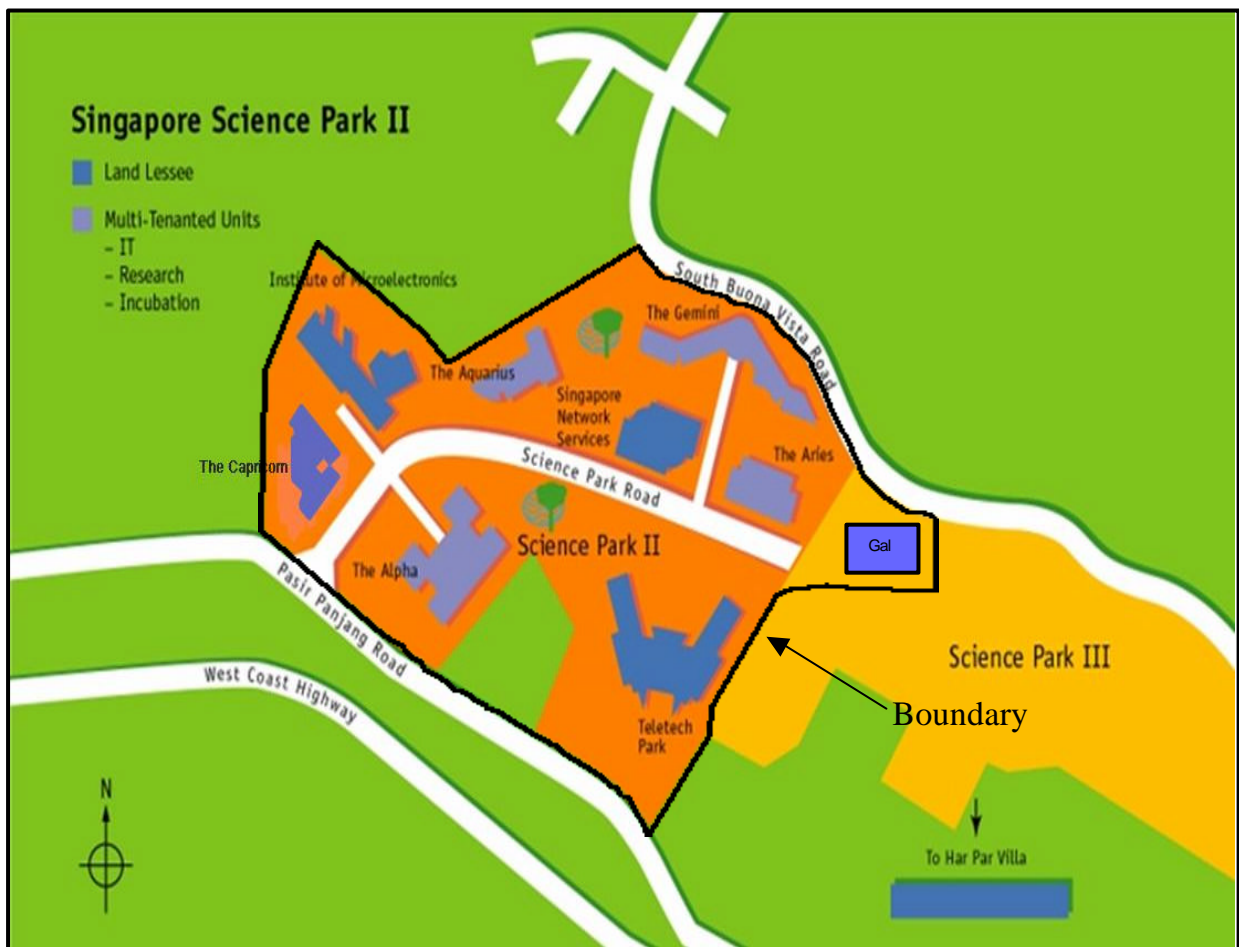 Singapore Science Park II
Land Lessee
Multi-Tenanted Units
– IT
– Research
– Incubation
South Buona Vista Road
Institute of Microelectronics
The Gemini
The Aquarius
Singapore
Network
Services
The Capricorn
The Aries
Science Park Road
Science Park II
Gal
The Alpha
Pasir Panjang Road
West Coast Highway
Science Park III
Boundary
Teletech
Park
N
To Har Par Villa